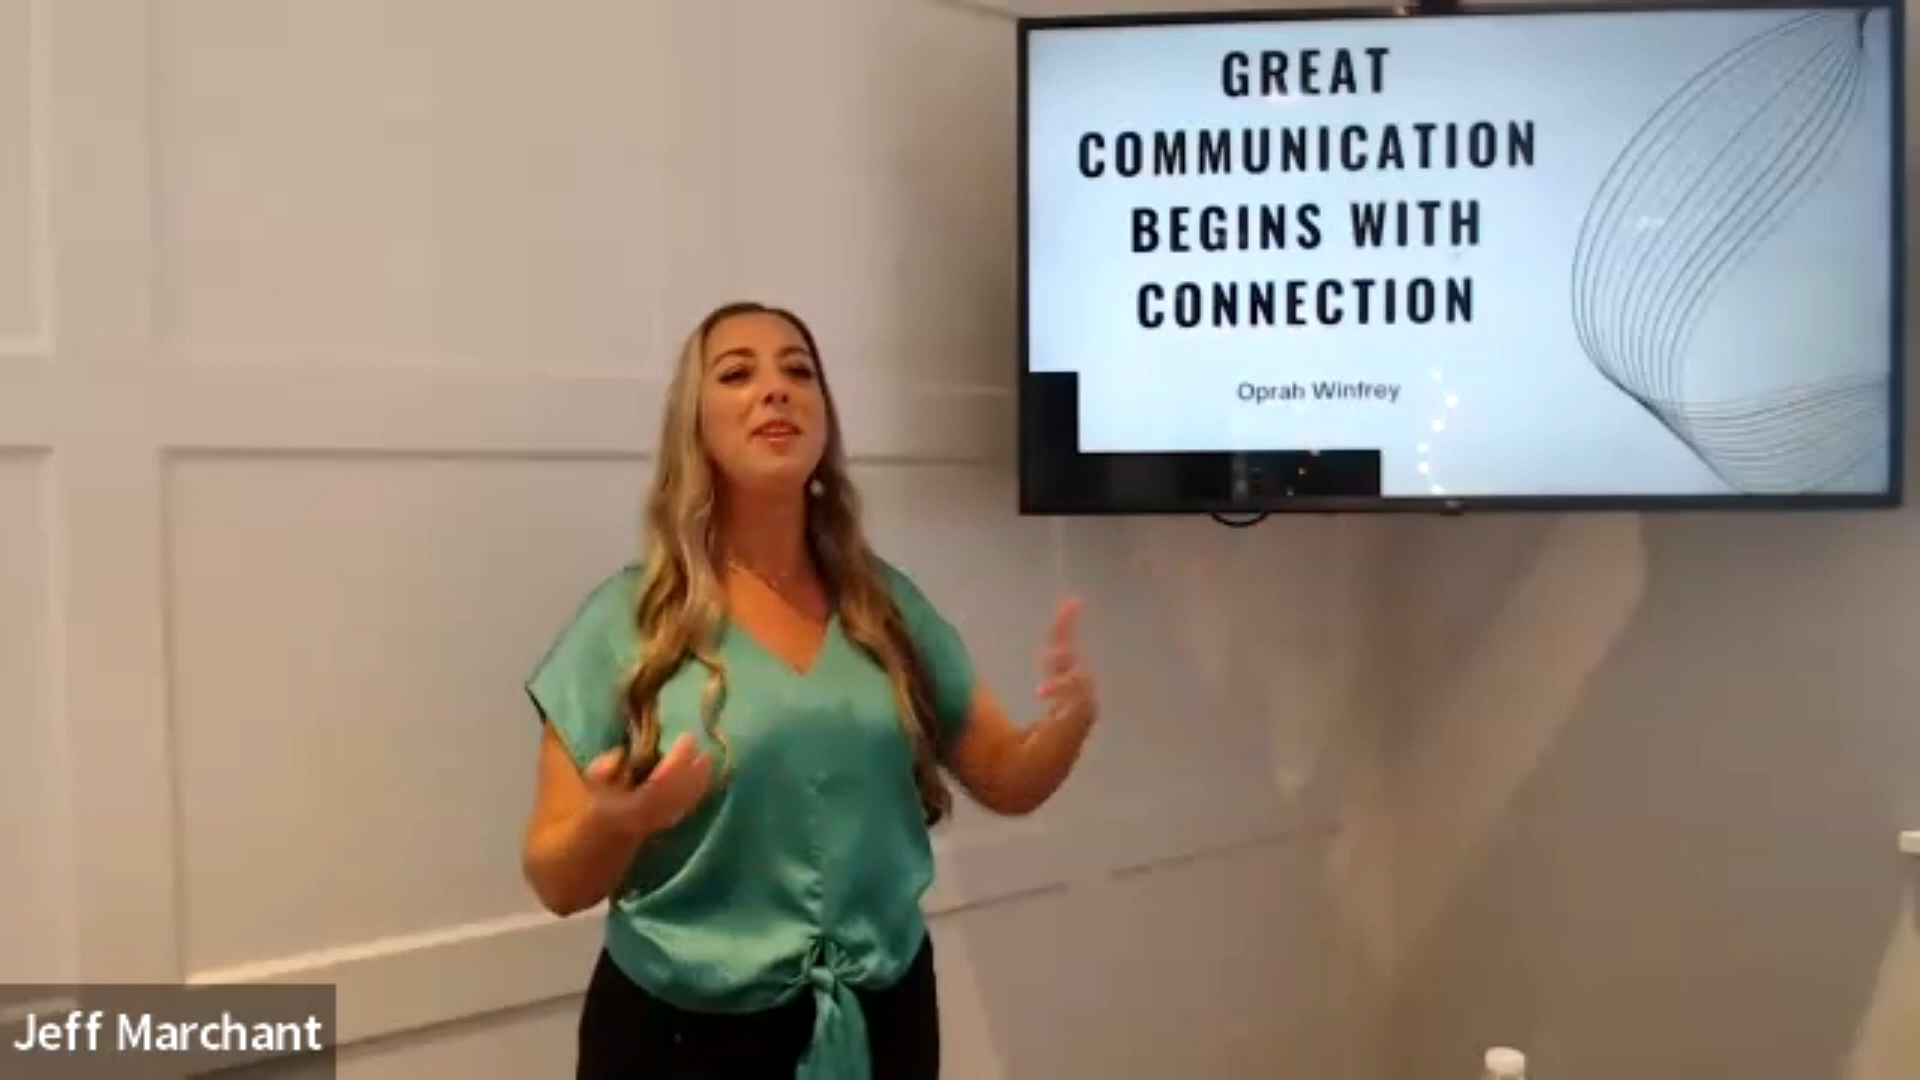 GREAT
COMMUNICATION
BEGINS WITH
CONNECTION
Oprah Winfrey
Jeff Marchant